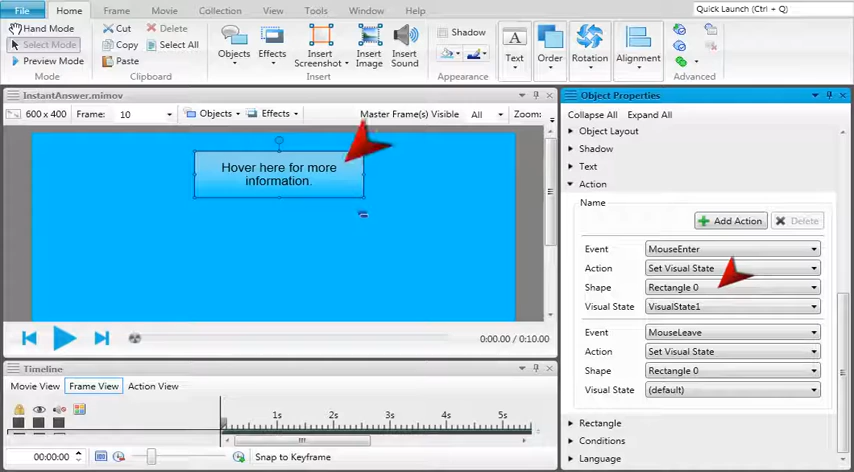 File Home Frame Movie Collection View Window Help Quick Launch (Ctrl + Q)
Hand Mode
Select Mode
Preview Mode
Mode
Cut Delete
Copy Select All
Paste
Clipboard
Objects Effects Insert Screenshot Insert Image Insert Sound
Insert
Shadow
Appearance
Text Order Rotation Alignment
Advanced
InstantAnswer.mimov
600 x 400 Frame: 10 Objects Effects Master Frame(s) Visible All Zoom:
Hover here for more
information.
0:00.00 / 0:10.00
Timeline
Movie View Frame View Action View
1s 2s 3s 4s 5s
00:00:00 Snap to Keyframe
Object Properties
Collapse All Expand All
Object Layout
Shadow
Text
Action
Name
Add Action Delete
Event MouseEnter
Action Set Visual State
Shape Rectangle 0
Visual State VisualState1
Event MouseLeave
Action Set Visual State
Shape Rectangle 0
Visual State (default)
Rectangle
Conditions
Language